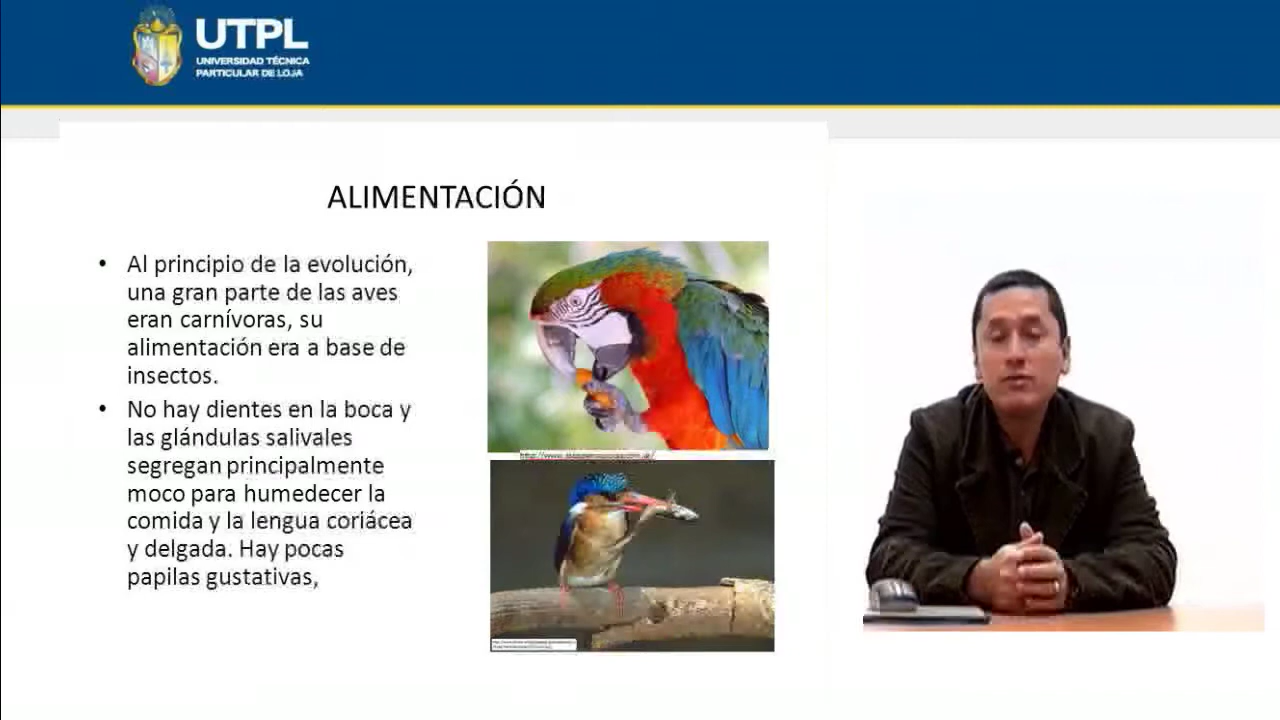 UTPL
UNIVERSIDAD TÉCNICA
PARTICULAR DE LOJA
ALIMENTACIÓN
• Al principio de la evolución,
una gran parte de las aves
eran carnívoras, su
alimentación era a base de
insectos.
• No hay dientes en la boca y
las glándulas salivales
segregan principalmente
moco para humedecer la
comida y la lengua coriácea
y delgada. Hay pocas
papilas gustativas,